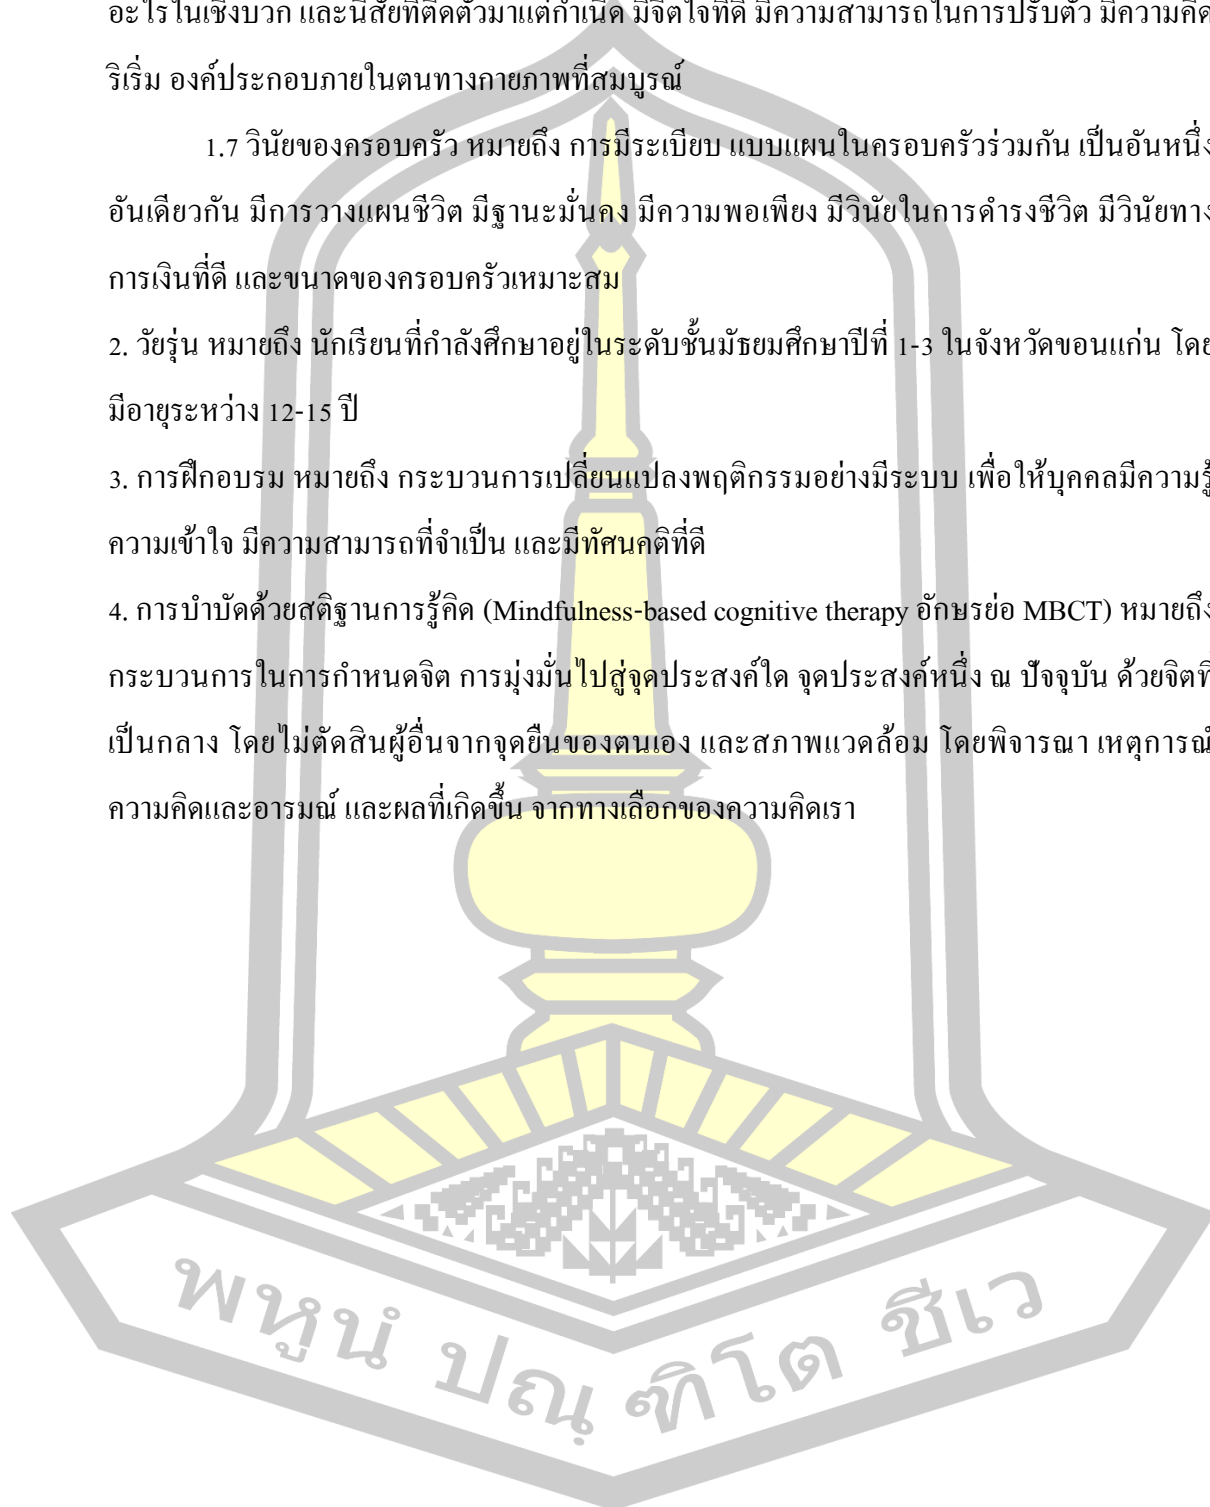 อะไรในเชิงบวก และนิสัยที่ติดตัวมาแต่กำเนิด มีจิตใจที่ดี มีความสามารถในการปรับตัว มีความคิด
ริเริ่ม องค์ประกอบภายในตนทางกายภาพที่สมบูรณ์
1.7 วินัยของครอบครัว หมายถึง การมีระเบียบ แบบแผนในครอบครัวร่วมกัน เป็นอันหนึ่ง
อันเดียวกัน มีการวางแผนชีวิต มีฐานะมั่นคง มีความพอเพียง มีวินัยในการดำรงชีวิต มีวินัยทาง
การเงินที่ดี และขนาดของครอบครัวเหมาะสม
2. วัยรุ่น หมายถึง นักเรียนที่กำลังศึกษาอยู่ในระดับชั้นมัธยมศึกษาปีที่ 1-3 ในจังหวัดขอนแก่น โดย
มีอายุระหว่าง 12-15 ปี
3. การฝึกอบรม หมายถึง กระบวนการเปลี่ยนแปลงพฤติกรรมอย่างมีระบบ เพื่อให้บุคคลมีความรู้
ความเข้าใจ มีความสามารถที่จำเป็น และมีทัศนคติที่ดี
4. การบำบัดด้วยสติฐานการรู้คิด (Mindfulness-based cognitive therapy อักษรย่อ MBCT) หมายถึง
กระบวนการในการกำหนดจิต การมุ่งมั่นไปสู่จุดประสงค์ใด จุดประสงค์หนึ่ง ณ ปัจจุบัน ด้วยจิตที่
เป็นกลาง โดยไม่ตัดสินผู้อื่นจากจุดยืนของตนเอง และสภาพแวดล้อม โดยพิจารณา เหตุการณ์
ความคิดและอารมณ์ และผลที่เกิดขึ้น จากทางเลือกของความคิดเรา
พหูนํ ปณฺฑิโต ชีเว